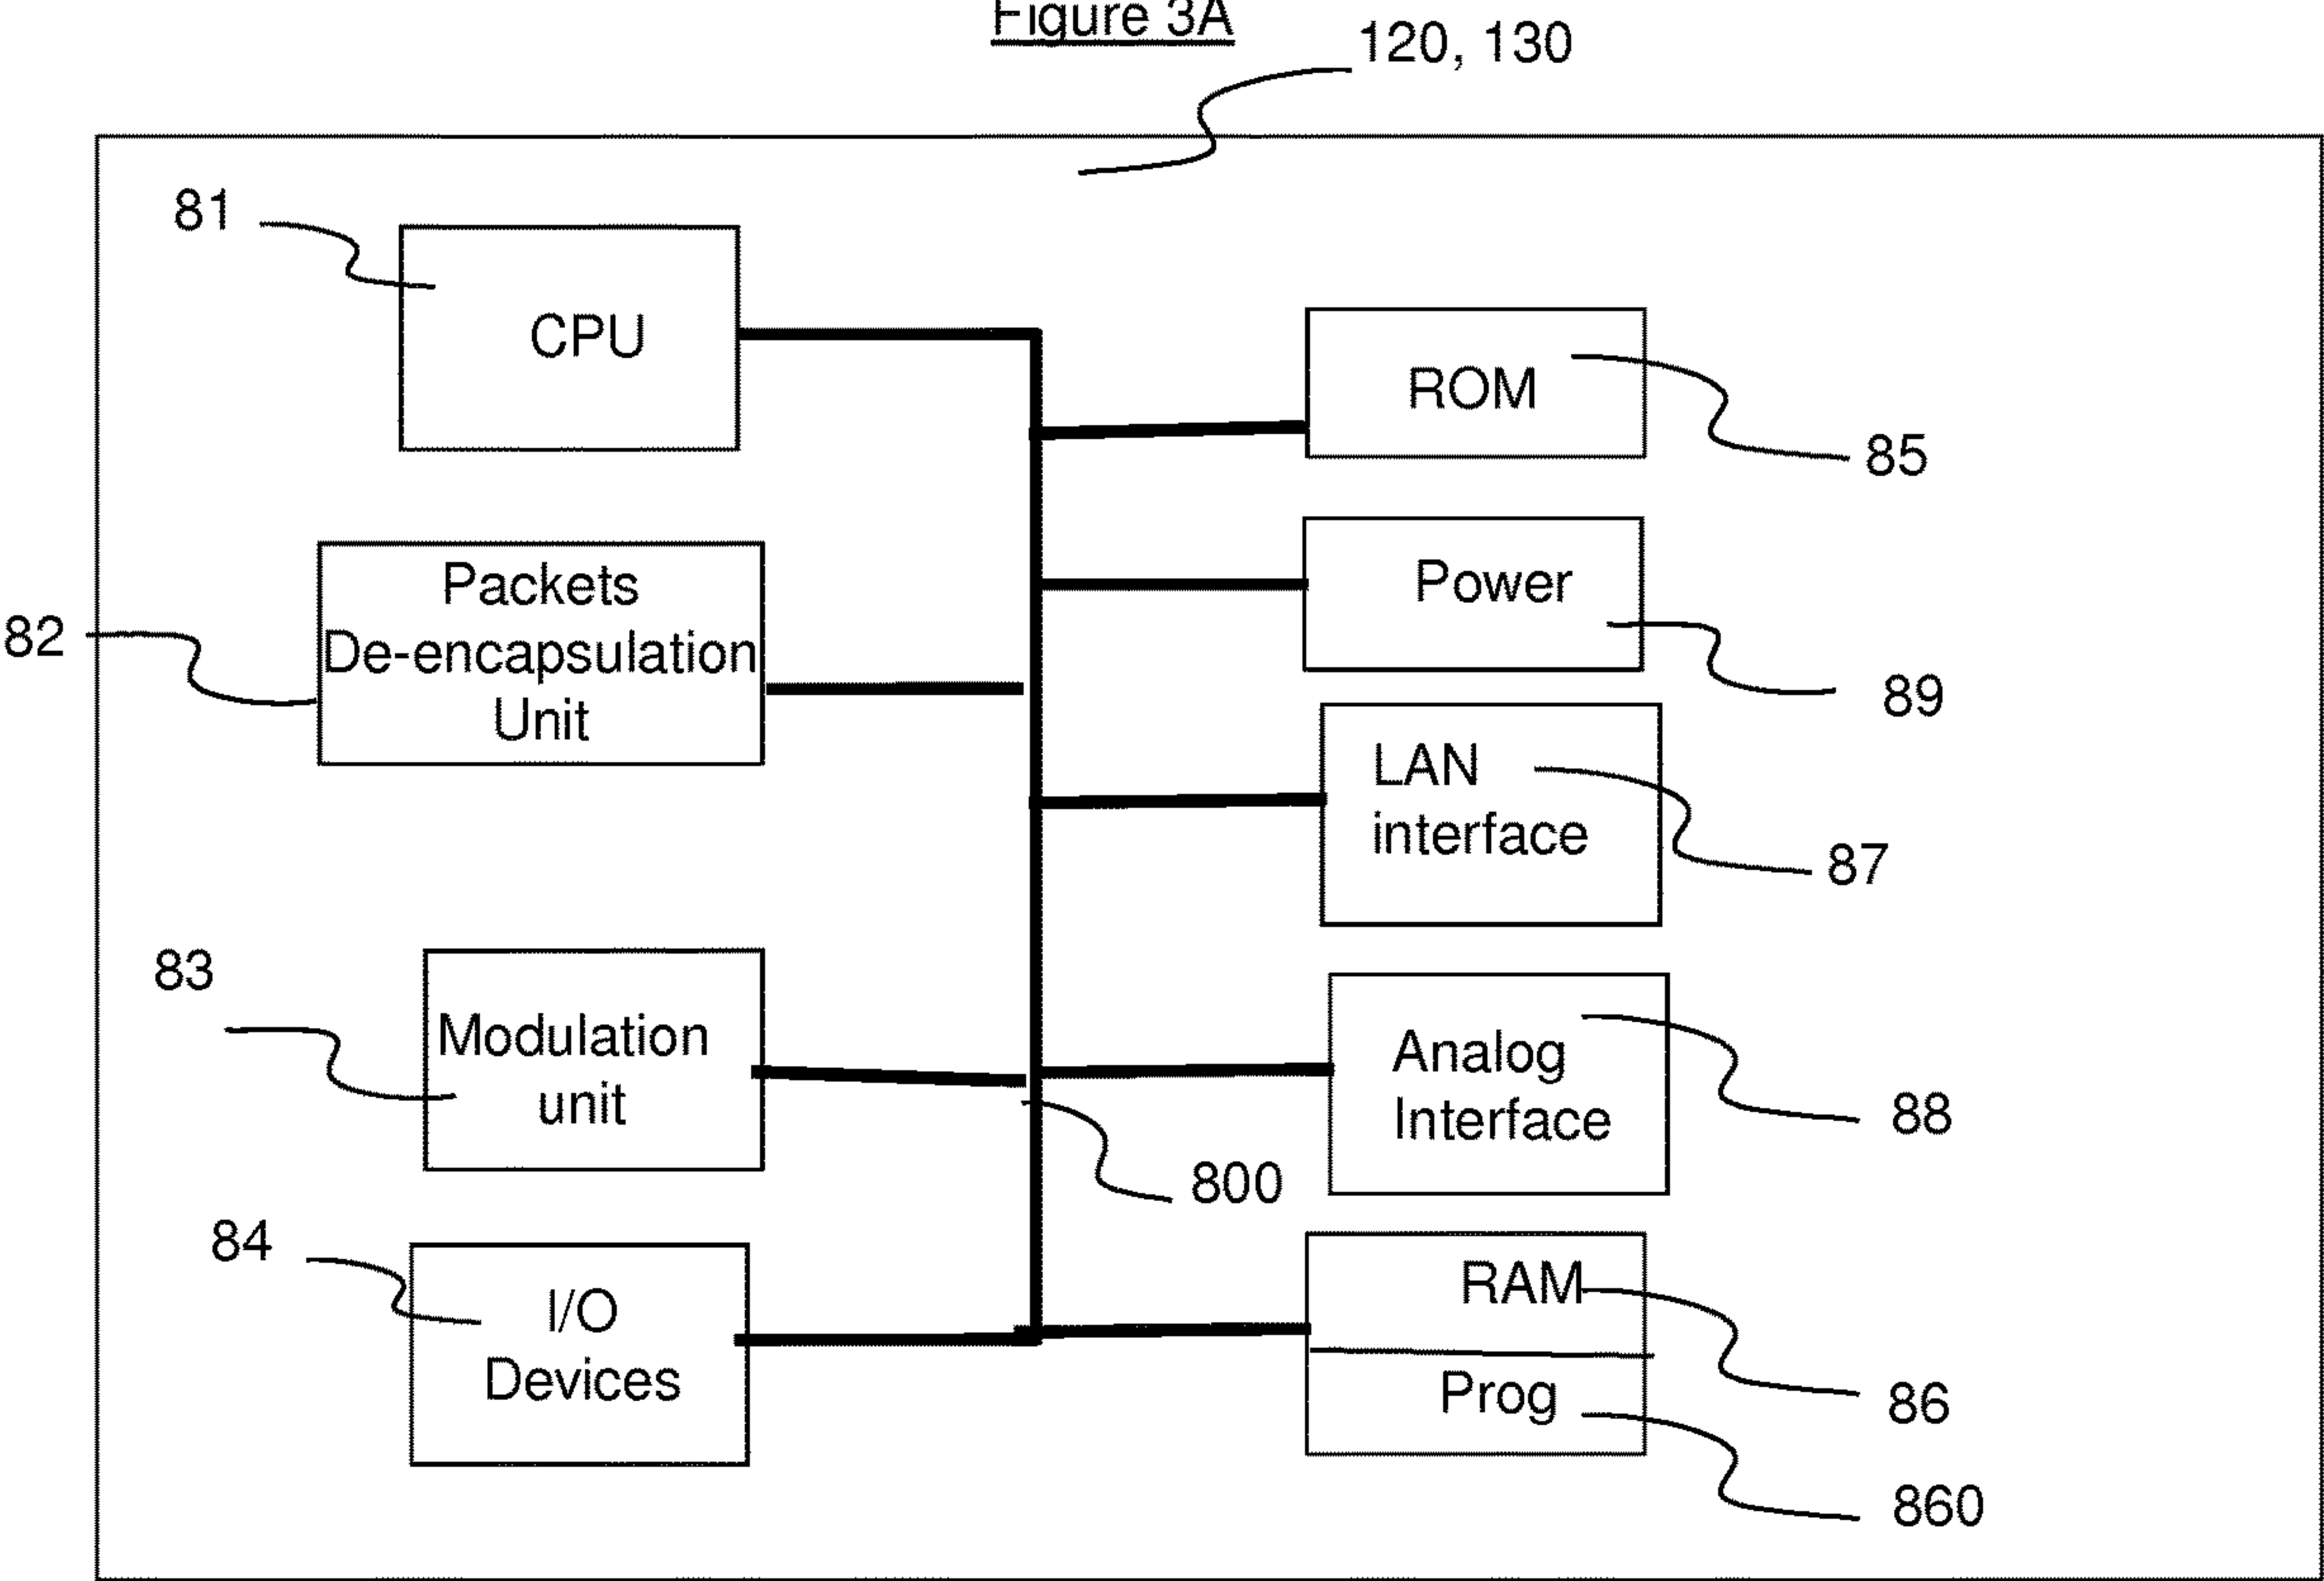 Figure 3A
120, 130
81
CPU
ROM
85
Packets
De-encapsulation
Unit
82
Power
89
LAN
interface
87
83
Modulation
unit
Analog
Interface
88
800
84
I/O
Devices
RAM
86
Prog
860